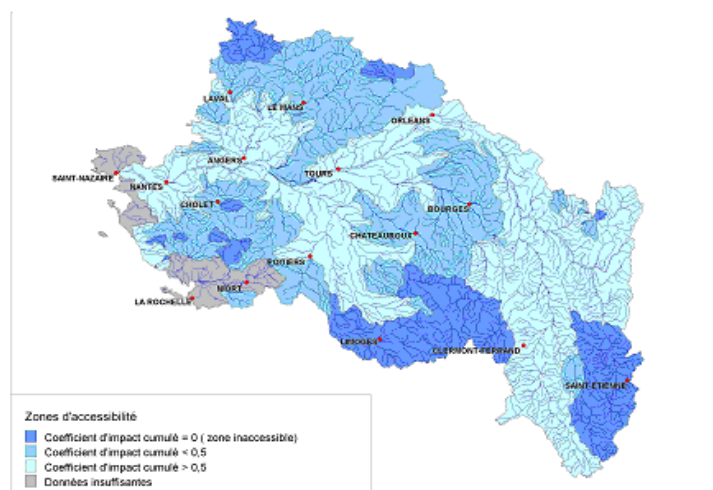 LAVAL
LE MANS
ORLEANS
ANGERS
TOURS
SAINT-NAZAIRE
NANTES
CHOLET
BOURGES
CHATEAUROUX
POITIERS
NIORT
LA ROCHELLE
LIMOGES
CLERMONT-FERRAND
SAINT-ETIENNE
Zones d'accessibilité
Coefficient d'impact cumulé = 0 ( zone inaccessible)
Coefficient d'impact cumulé < 0,5
Coefficient d'impact cumulé > 0,5
Données insuffisantes